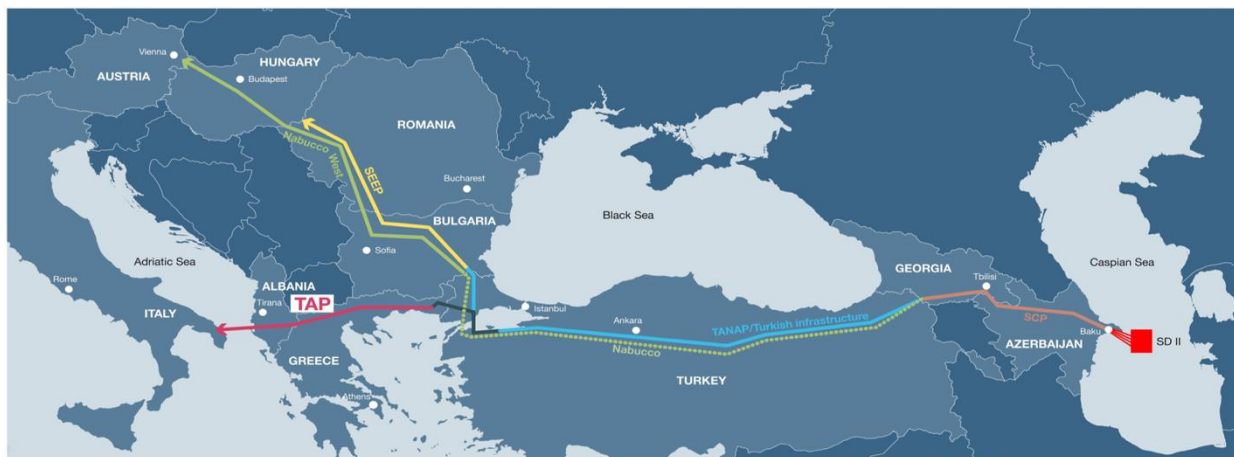 Vienna
AUSTRIA
HUNGARY
Budapest
ROMANIA
Nabucco West
SEEP
Bucharest
BULGARIA
Sofia
Black Sea
Adriatic Sea
Rome
ITALY
ALBANIA
Tirana
TAP
GREECE
Athens
Istanbul
Ankara
TANAP/Turkish Infrastructure
Nabucco
TURKEY
GEORGIA
Tbilisi
Caspian Sea
SCP
Baku
AZERBAIJAN
SD II